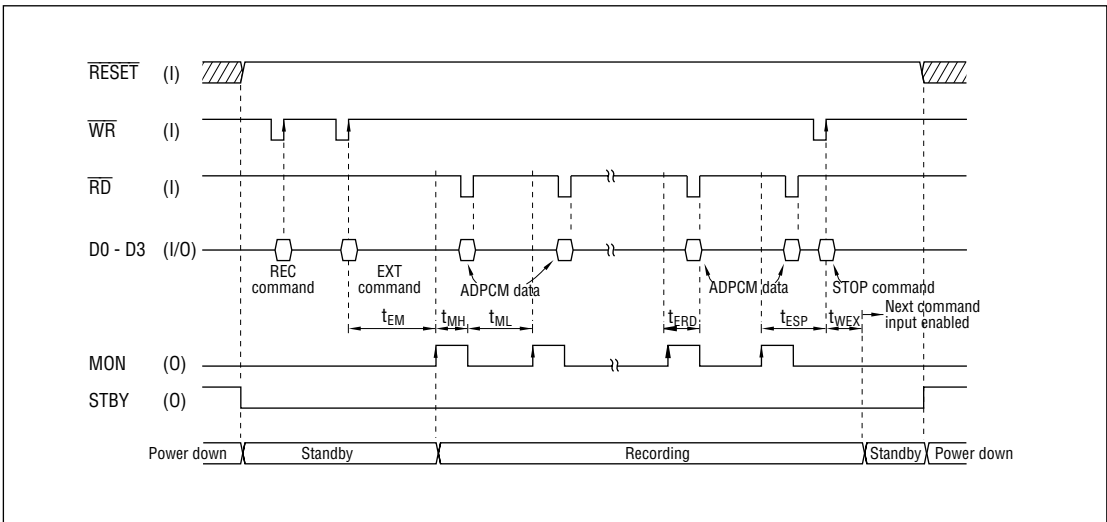 RESET (I)
WR (I)
RD (I)
D0 - D3 (I/O)
REC command
EXT command
ADPCM data
ADPCM data
STOP command
tEM
tMH
tML
tERD
tESP
tWEX
Next command input enabled
MON (O)
STBY (O)
Power down
Standby
Recording
Standby
Power down